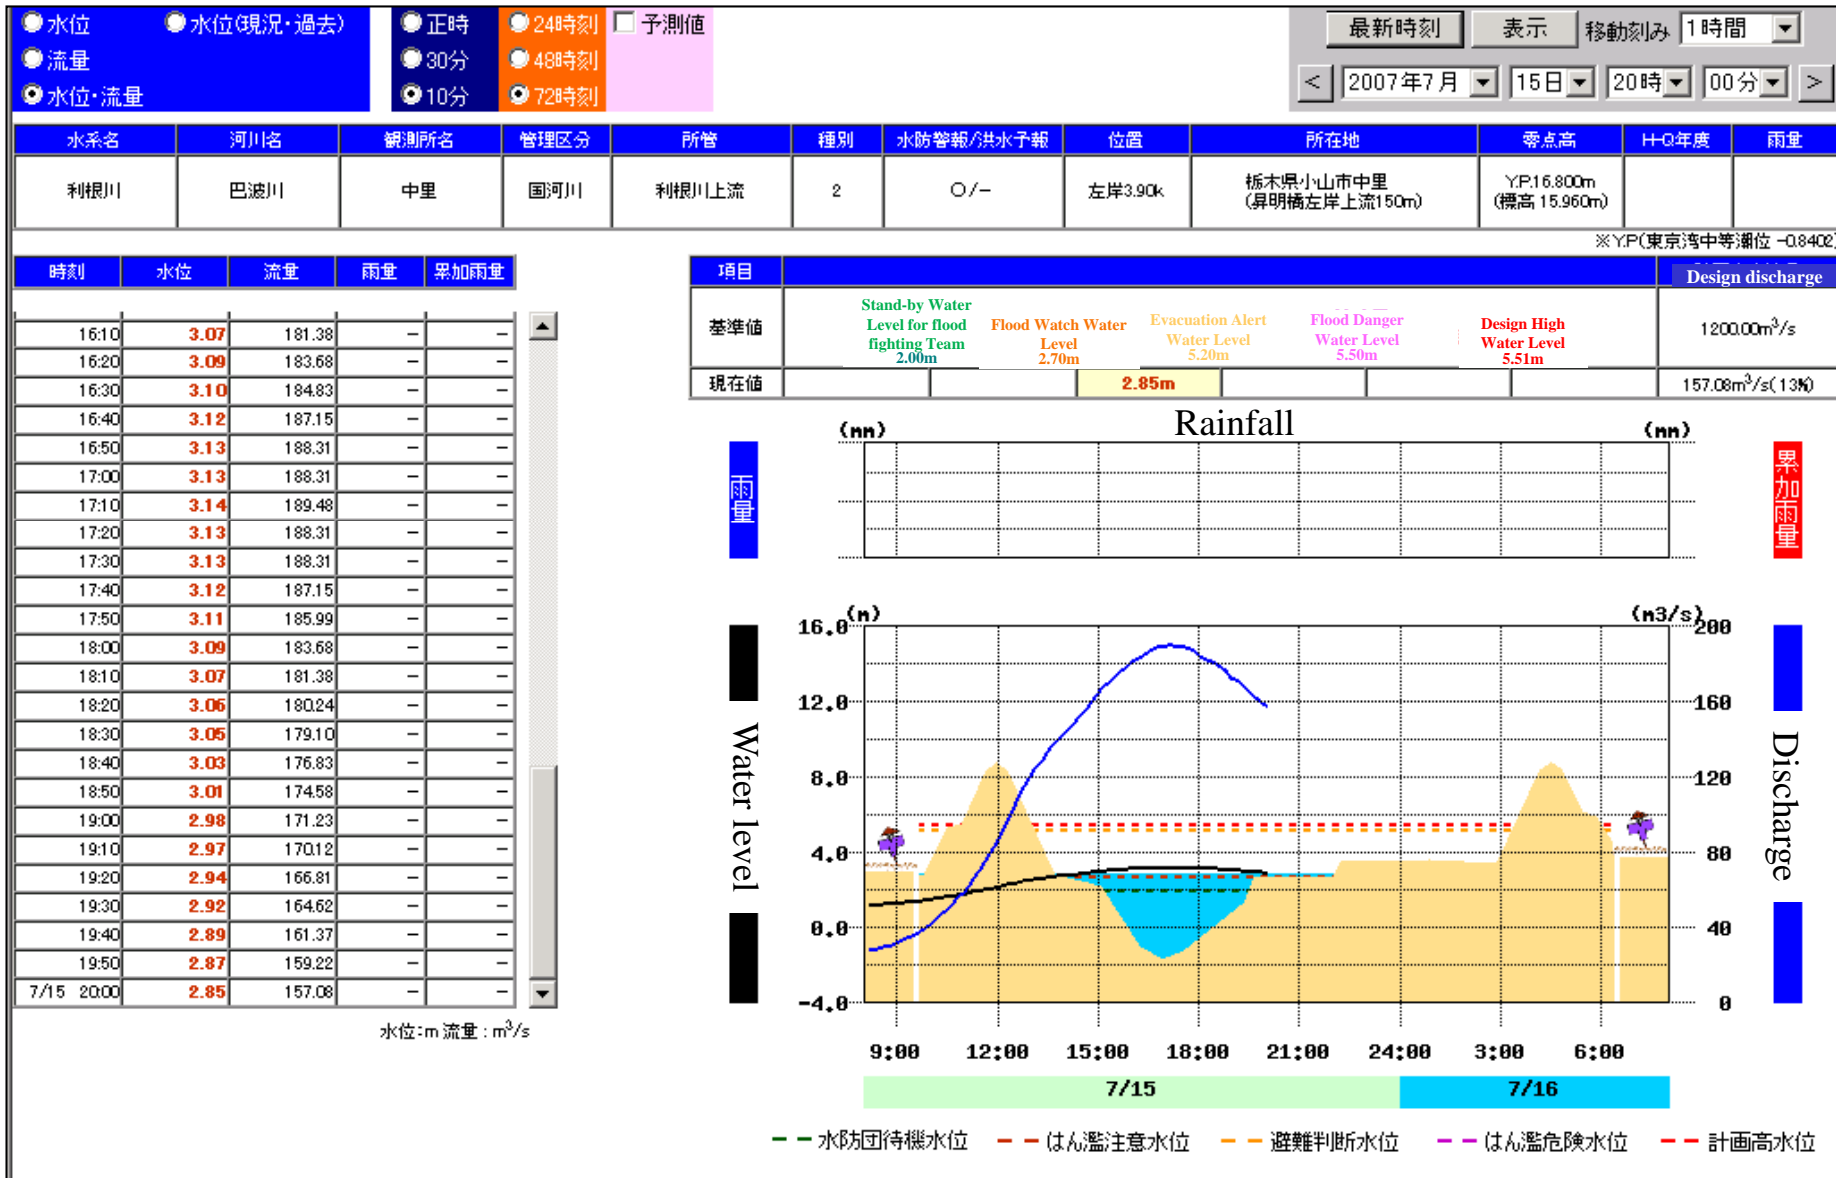 水位 水位(現況・過去) 正時 24時刻 予測値 最新時刻 表示 移動刻み 1時間
流量 30分 48時刻
水位・流量 10分 72時刻 < 2007年7月 15日 20時 00分 >
水系名 河川名 観測所名 管理区分 所管 種別 水防警報/洪水予報 位置 所在地 零点高 H-Q年度 雨量
利根川 巴波川 中里 国河川 利根川上流 2 ○/− 左岸3.90k 栃木県小山市中里 Y.P.16.800m
(昇明橋左岸上流150m) (標高 15.960m)
※Y.P(東京湾中等潮位 -0.8402
時刻 水位 流量 雨量 累加雨量
16:10 3.07 181.38 − −
16:20 3.09 183.68 − −
16:30 3.10 184.83 − −
16:40 3.12 187.15 − −
16:50 3.13 188.31 − −
17:00 3.13 188.31 − −
17:10 3.14 189.48 − −
17:20 3.13 188.31 − −
17:30 3.13 188.31 − −
17:40 3.12 187.15 − −
17:50 3.11 185.99 − −
18:00 3.09 183.68 − −
18:10 3.07 181.38 − −
18:20 3.06 180.24 − −
18:30 3.05 179.10 − −
18:40 3.03 176.83 − −
18:50 3.01 174.58 − −
19:00 2.98 171.23 − −
19:10 2.97 170.12 − −
19:20 2.94 166.81 − −
19:30 2.92 164.62 − −
19:40 2.89 161.37 − −
19:50 2.87 159.22 − −
7/15 20:00 2.85 157.08 − −
水位:m 流量:m³/s
項目 Design discharge
基準値
Stand-by Water
Level for flood
fighting Team
2.00m
Flood Watch Water
Level
2.70m
Evacuation Alert
Water Level
5.20m
Flood Danger
Water Level
5.50m
Design High
Water Level
5.51m
1200.00m³/s
現在値 2.85m 157.08m³/s(13%)
(mm) Rainfall (mm)
雨量
累加雨量
(m) (m3/s)
16.0 200
12.0 160
8.0 120
4.0 80
0.0 40
-4.0 0
Water level
Discharge
9:00 12:00 15:00 18:00 21:00 24:00 3:00 6:00
7/15 7/16
水防団待機水位 はん濫注意水位 避難判断水位 はん濫危険水位 計画高水位